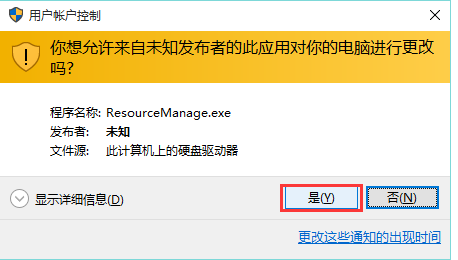 用户帐户控制
你想允许来自未知发布者的此应用对你的电脑进行更改
吗?
程序名称: ResourceManage.exe
发布者: 未知
文件源: 此计算机上的硬盘驱动器
显示详细信息(D)
是(Y)
否(N)
更改这些通知的出现时间